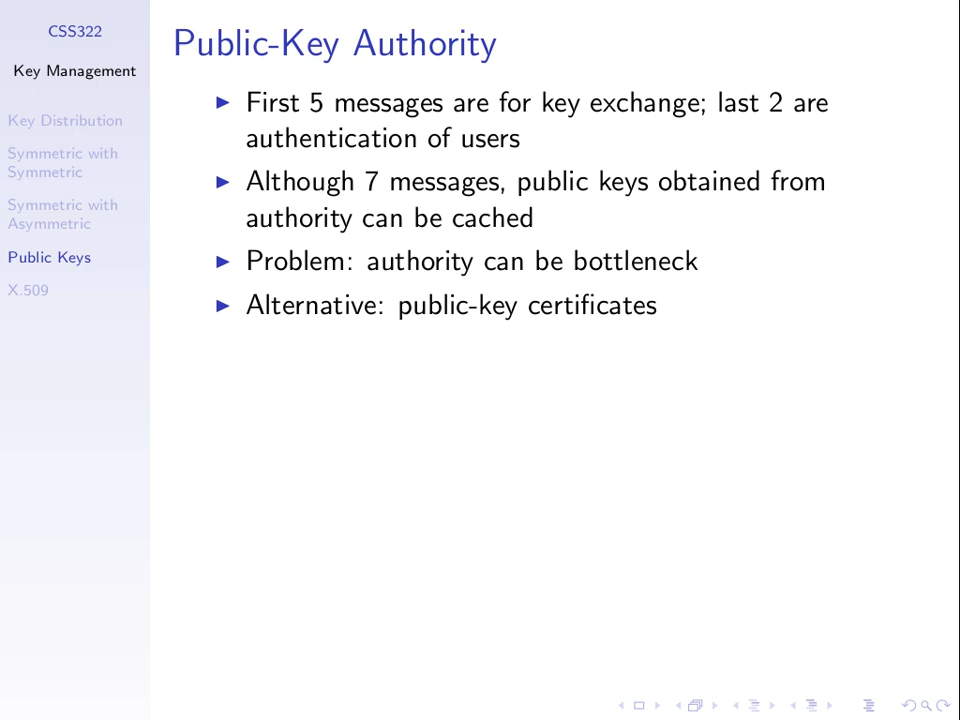 CSS322
Key Management
Key Distribution
Symmetric with
Symmetric
Symmetric with
Asymmetric
Public Keys
X.509
Public-Key Authority
First 5 messages are for key exchange; last 2 are
authentication of users
Although 7 messages, public keys obtained from
authority can be cached
Problem: authority can be bottleneck
Alternative: public-key certificates